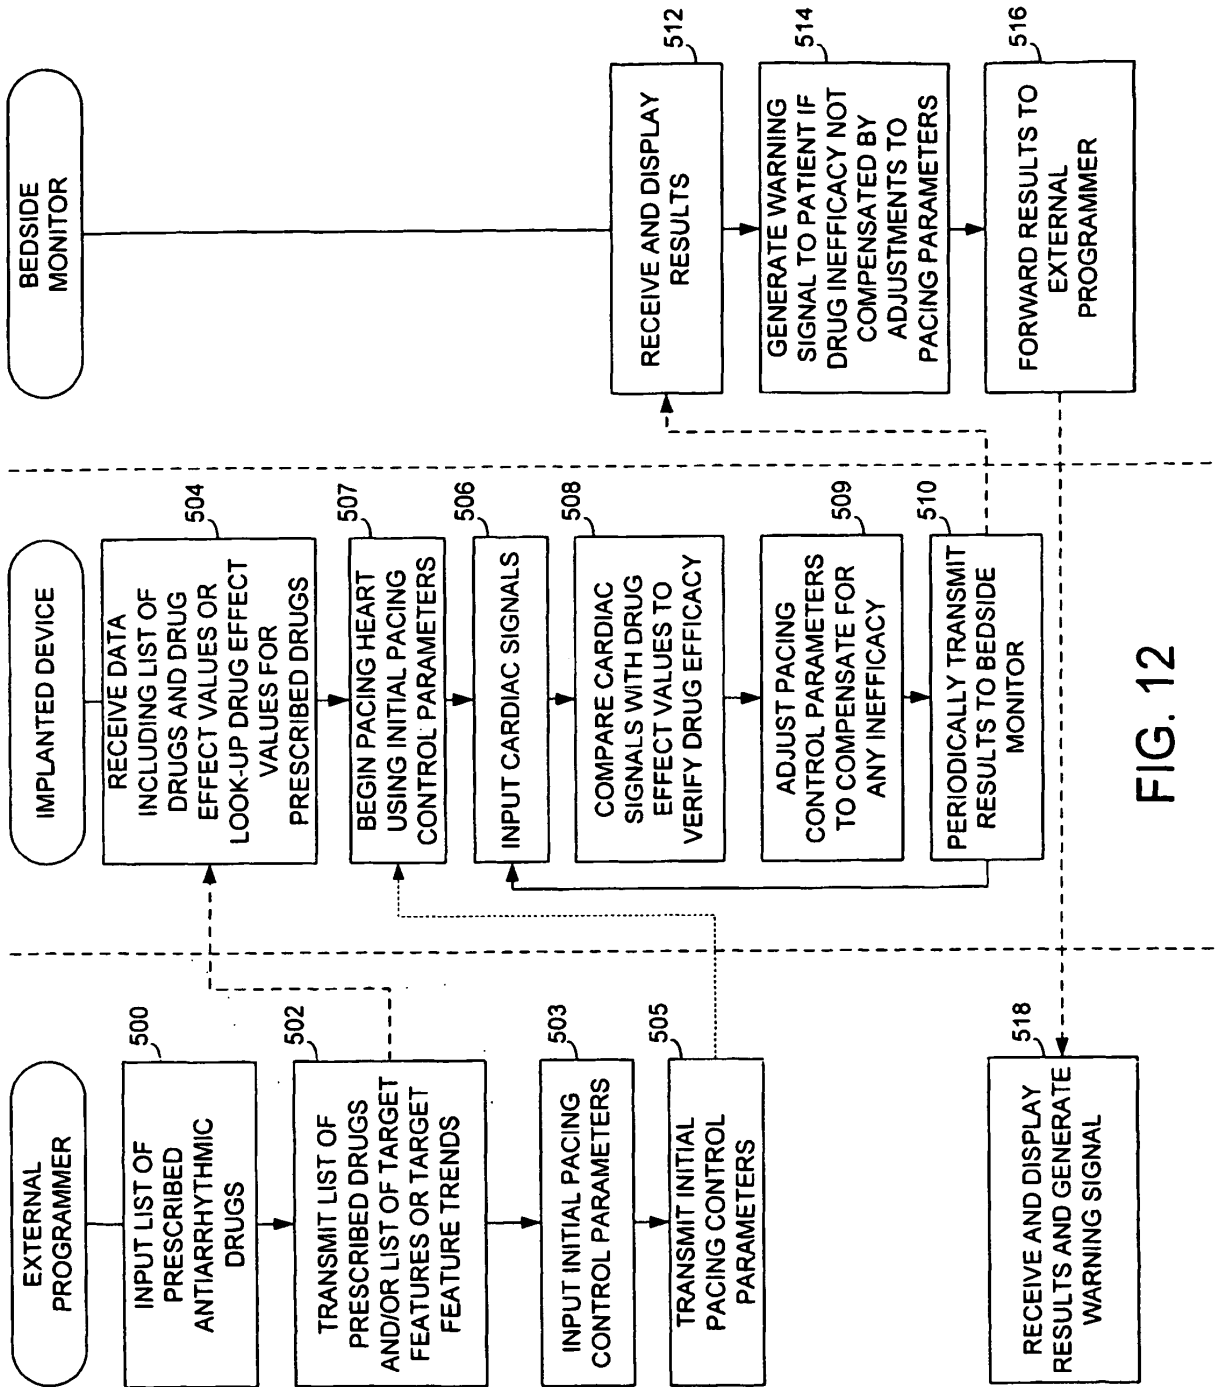 EXTERNAL
PROGRAMMER
500
INPUT LIST OF
PRESCRIBED
ANTIARRHYTHMIC
DRUGS
502
TRANSMIT LIST OF
PRESCRIBED DRUGS
AND/OR LIST OF TARGET
FEATURES OR TARGET
FEATURE TRENDS
503
INPUT INITIAL PACING
CONTROL PARAMETERS
505
TRANSMIT INITIAL
PACING CONTROL
PARAMETERS
518
RECEIVE AND DISPLAY
RESULTS AND GENERATE
WARNING SIGNAL
IMPLANTED DEVICE
504
RECEIVE DATA
INCLUDING LIST OF
DRUGS AND DRUG
EFFECT VALUES OR
LOOK-UP DRUG EFFECT
VALUES FOR
PRESCRIBED DRUGS
507
BEGIN PACING HEART
USING INITIAL PACING
CONTROL PARAMETERS
506
INPUT CARDIAC SIGNALS
508
COMPARE CARDIAC
SIGNALS WITH DRUG
EFFECT VALUES TO
VERIFY DRUG EFFICACY
509
ADJUST PACING
CONTROL PARAMETERS
TO COMPENSATE FOR
ANY INEFFICACY
510
PERIODICALLY TRANSMIT
RESULTS TO BEDSIDE
MONITOR
BEDSIDE
MONITOR
512
RECEIVE AND DISPLAY
RESULTS
514
GENERATE WARNING
SIGNAL TO PATIENT IF
DRUG INEFFICACY NOT
COMPENSATED BY
ADJUSTMENTS TO
PACING PARAMETERS
516
FORWARD RESULTS TO
EXTERNAL
PROGRAMMER
FIG. 12